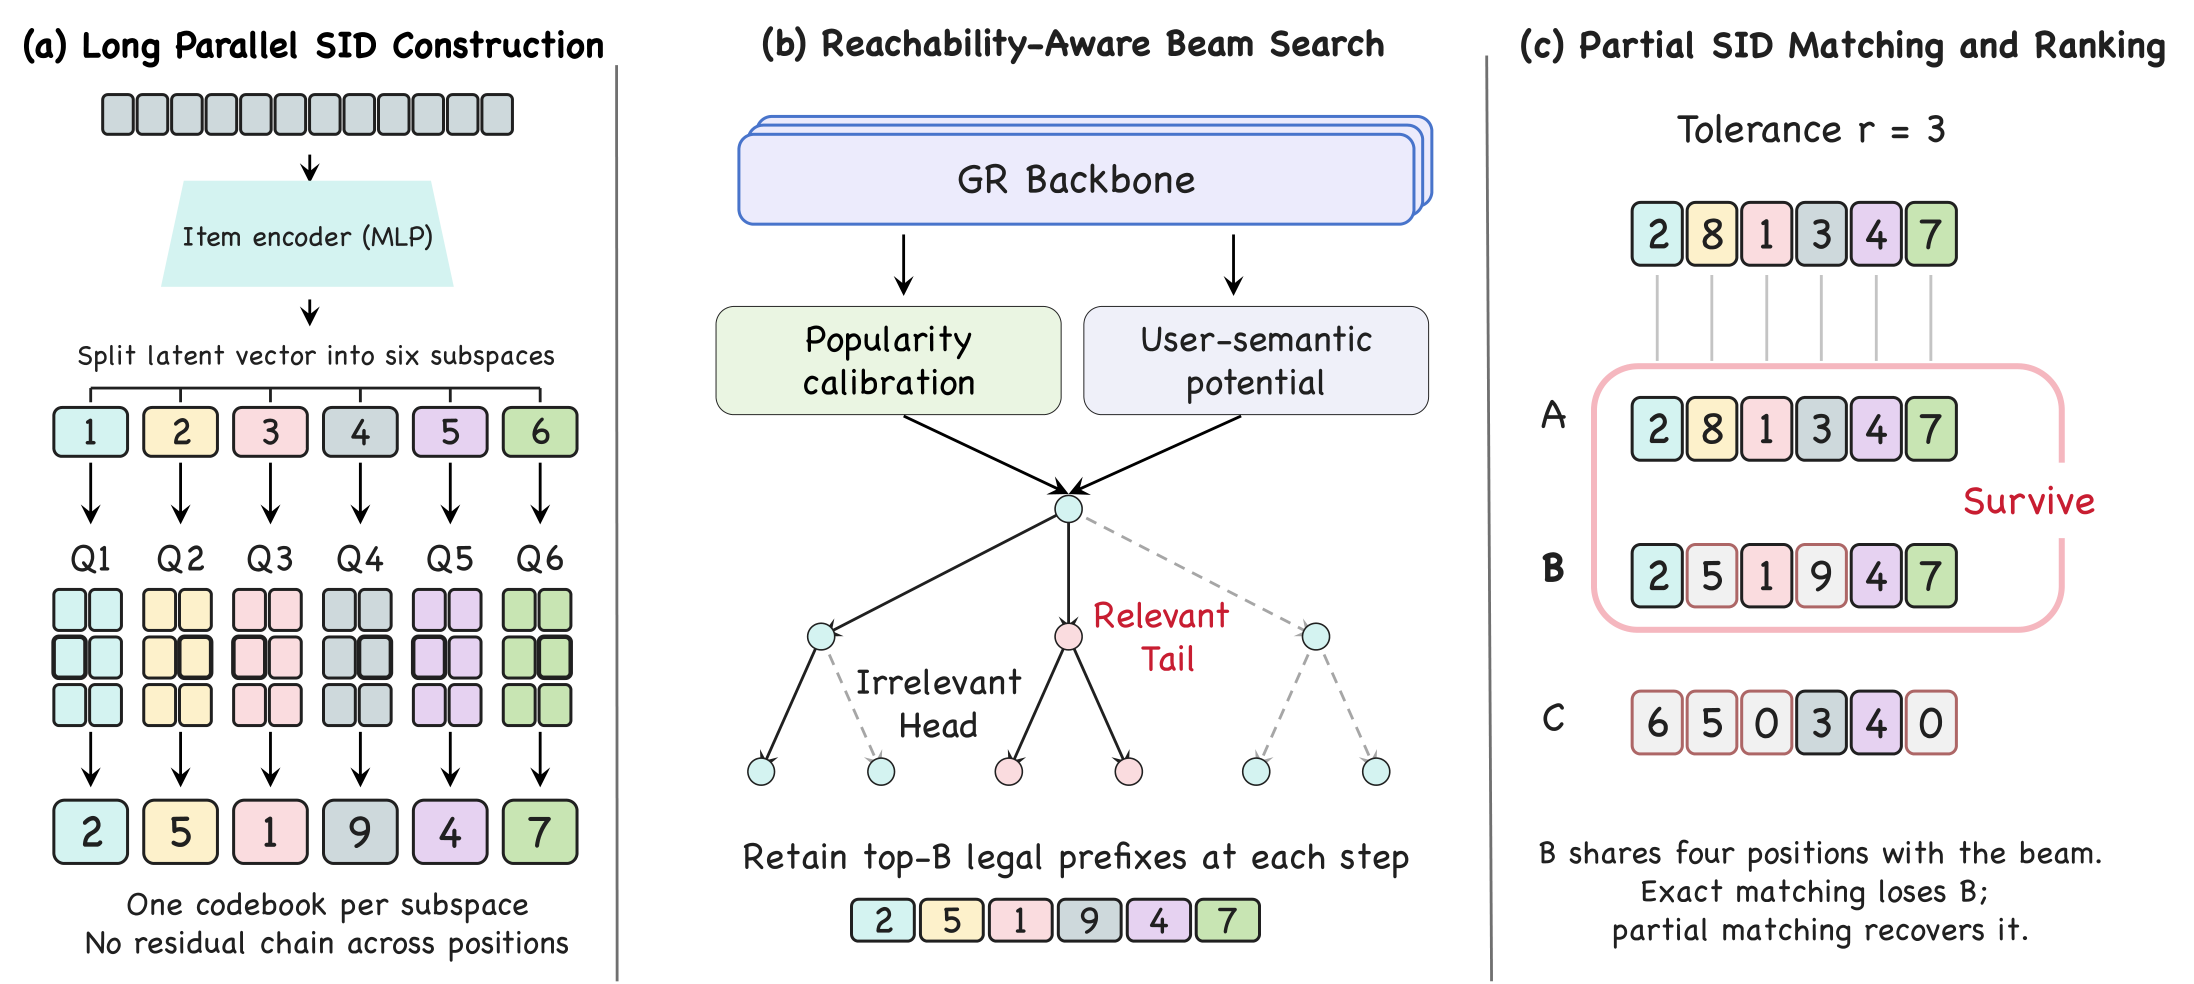 (a) Long Parallel SID Construction
Item encoder (MLP)
Split latent vector into six subspaces
1 2 3 4 5 6
Q1 Q2 Q3 Q4 Q5 Q6
2 5 1 9 4 7
One codebook per subspace
No residual chain across positions
(b) Reachability-Aware Beam Search
GR Backbone
Popularity
calibration
User-semantic
potential
Relevant
Tail
Irrelevant
Head
Retain top-B legal prefixes at each step
2 5 1 9 4 7
(c) Partial SID Matching and Ranking
Tolerance r = 3
2 8 1 3 4 7
A 2 8 1 3 4 7
Survive
B 2 5 1 9 4 7
C 6 5 0 3 4 0
B shares four positions with the beam.
Exact matching loses B;
partial matching recovers it.